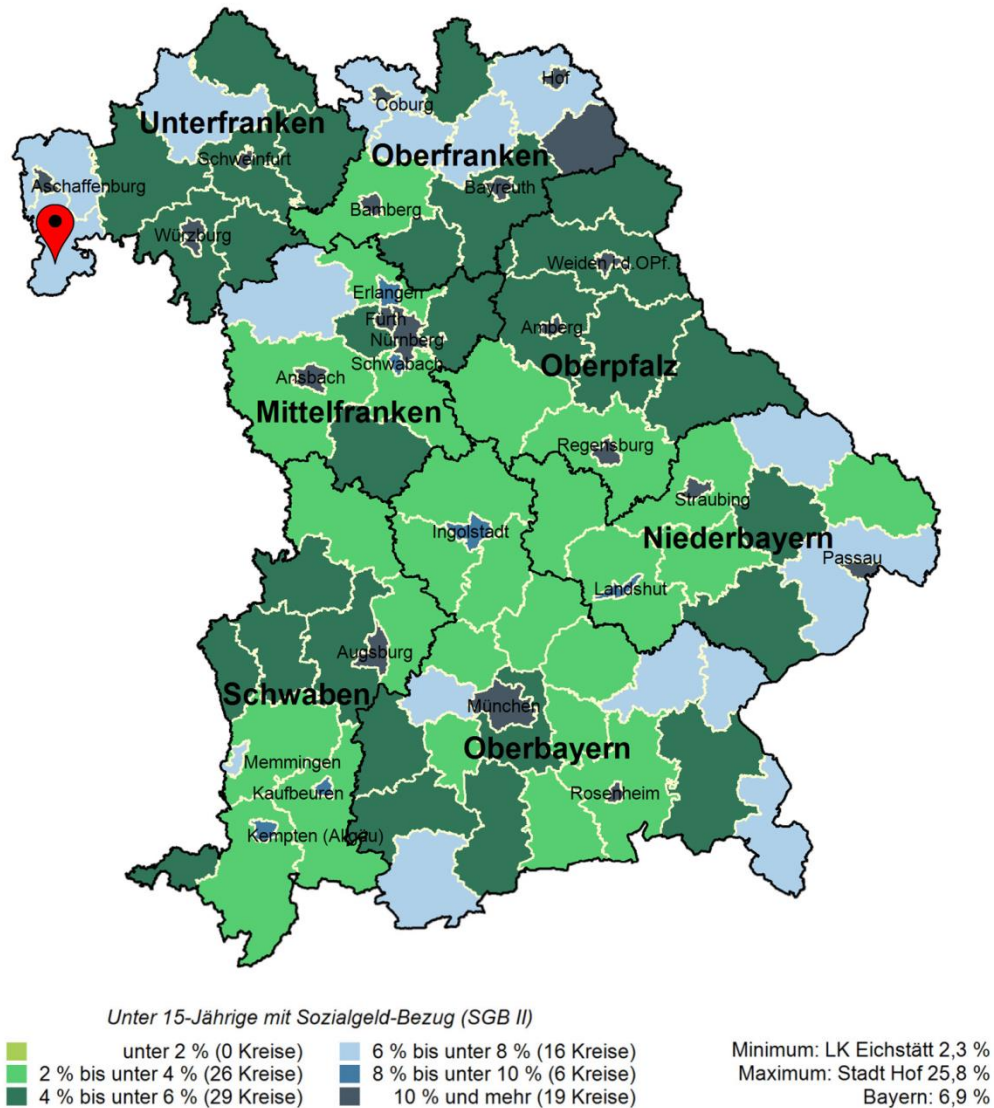 Hof
Coburg
Unterfranken
Schweinfurt
Oberfranken
Aschaffenburg
Bayreuth
Bamberg
Würzburg
Weiden i.d.OPf.
Erlangen
Fürth
Amberg
Nürnberg
Schwabach
Oberpfalz
Ansbach
Mittelfranken
Regensburg
Straubing
Ingolstadt
Niederbayern
Passau
Landshut
Augsburg
Schwaben
München
Oberbayern
Memmingen
Kaufbeuren
Rosenheim
Kempten (Allgäu)
Unter 15-Jährige mit Sozialgeld-Bezug (SGB II)
unter 2 % (0 Kreise)
2 % bis unter 4 % (26 Kreise)
4 % bis unter 6 % (29 Kreise)
6 % bis unter 8 % (16 Kreise)
8 % bis unter 10 % (6 Kreise)
10 % und mehr (19 Kreise)
Minimum: LK Eichstätt 2,3 %
Maximum: Stadt Hof 25,8 %
Bayern: 6,9 %